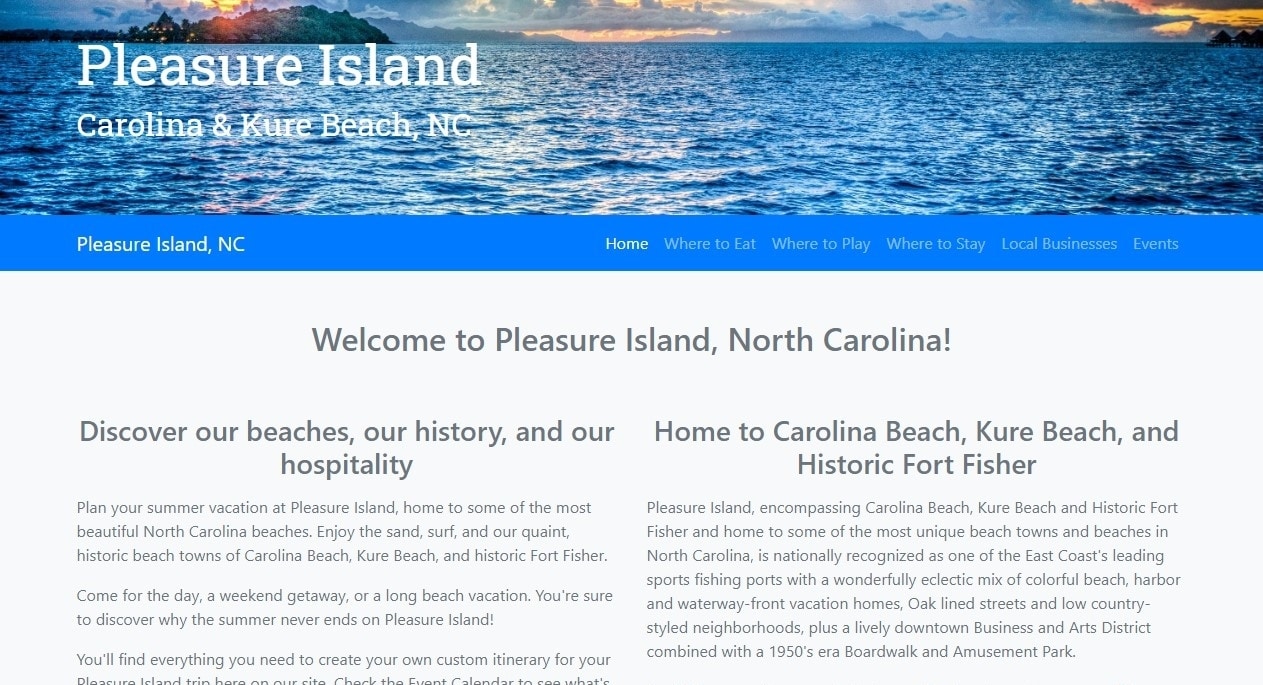 Pleasure Island
Carolina & Kure Beach, NC
Pleasure Island, NC
Home Where to Eat Where to Play Where to Stay Local Businesses Events
Welcome to Pleasure Island, North Carolina!
Discover our beaches, our history, and our
hospitality
Plan your summer vacation at Pleasure Island, home to some of the most
beautiful North Carolina beaches. Enjoy the sand, surf, and our quaint,
historic beach towns of Carolina Beach, Kure Beach, and historic Fort Fisher.
Come for the day, a weekend getaway, or a long beach vacation. You're sure
to discover why the summer never ends on Pleasure Island!
You'll find everything you need to create your own custom itinerary for your
Pleasure Island trip here on our site. Check the Event Calendar to see what's
Home to Carolina Beach, Kure Beach, and
Historic Fort Fisher
Pleasure Island, encompassing Carolina Beach, Kure Beach and Historic Fort
Fisher and home to some of the most unique beach towns and beaches in
North Carolina, is nationally recognized as one of the East Coast's leading
sports fishing ports with a wonderfully eclectic mix of colorful beach, harbor
and waterway-front vacation homes, Oak lined streets and low country-
styled neighborhoods, plus a lively downtown Business and Arts District
combined with a 1950's era Boardwalk and Amusement Park.